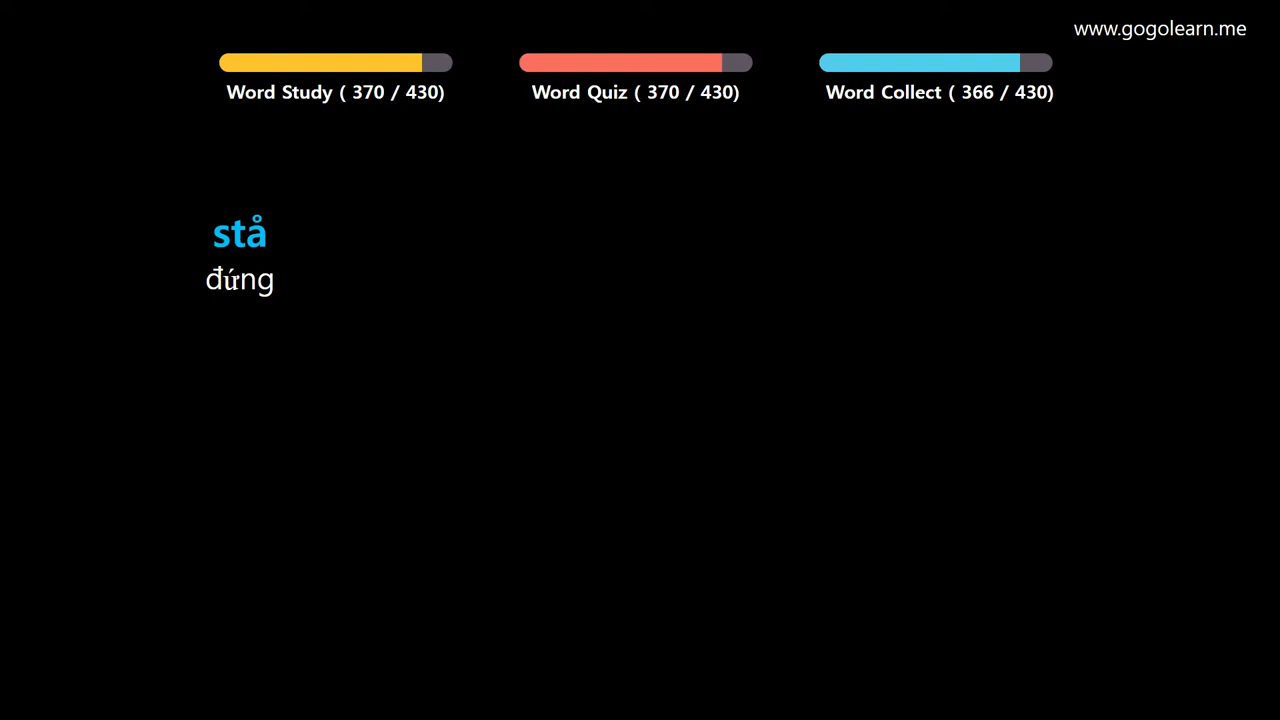 www.gogolearn.me
Word Study ( 370 / 430)
Word Quiz ( 370 / 430)
Word Collect ( 366 / 430)
stå
đứng